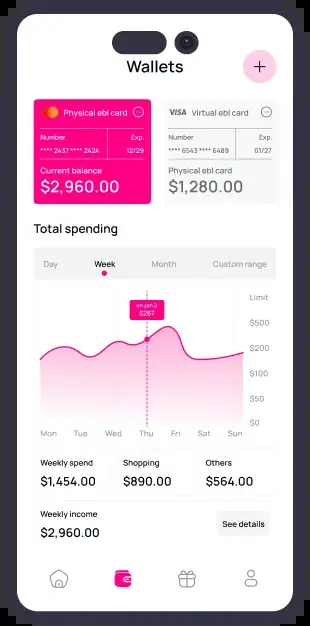 Wallets
Physical ebl card
VISA Virtual ebl card
Number Exp.
**** 2437 **** 2424 12/29
Current balance
$2,960.00
Number Exp.
**** 6543 **** 6489 01/27
Physical ebl card
$1,280.00
Total spending
Day Week Month Custom range
Limit
on Jan 2
$267
$500
$200
$100
$50
$0
Mon Tue Wed Thu Fri Sat Sun
Weekly spend Shopping Others
$1,454.00 $890.00 $564.00
Weekly income
$2,960.00
See details